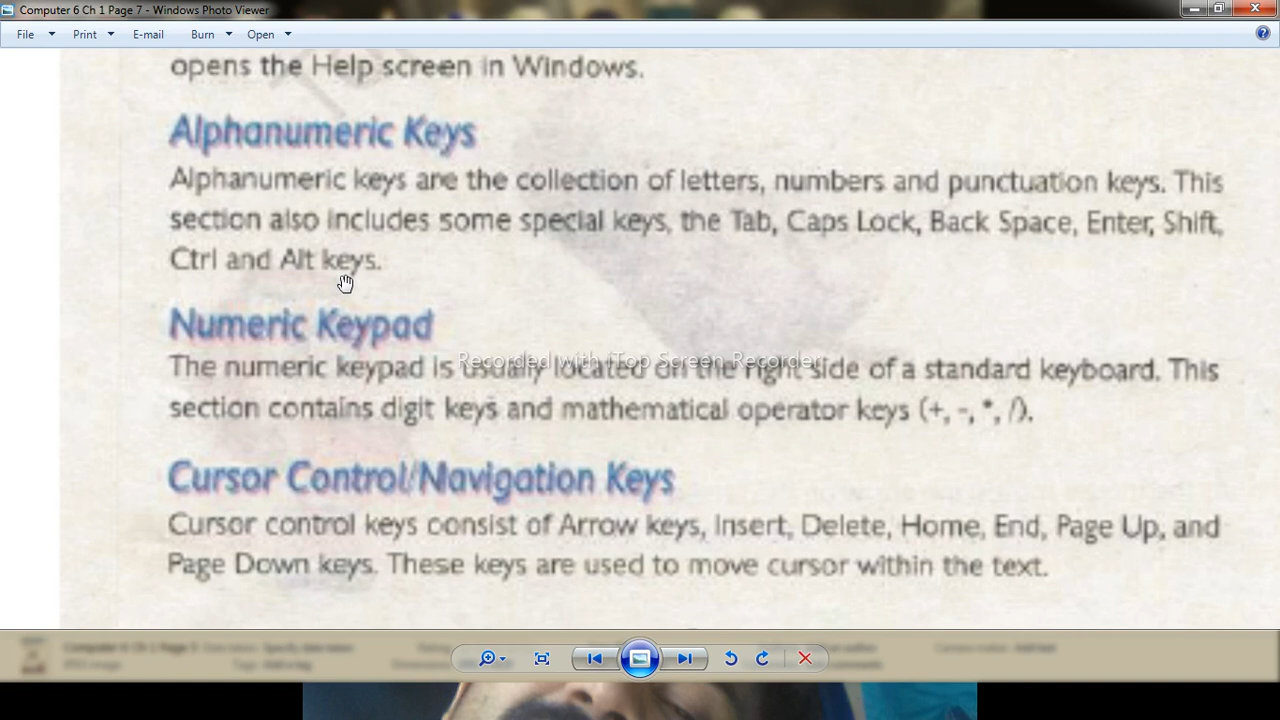 Computer 6 Ch 1 Page 7 - Windows Photo Viewer
File Print E-mail Burn Open
opens the Help screen in Windows.
Alphanumeric Keys
Alphanumeric keys are the collection of letters, numbers and punctuation keys. This
section also includes some special keys, the Tab, Caps Lock, Back Space, Enter, Shift,
Ctrl and Alt keys.
Numeric Keypad
Recorded with iTop Screen Recorder
The numeric keypad is usually located on the right side of a standard keyboard. This
section contains digit keys and mathematical operator keys (+, -, *, /).
Cursor Control/Navigation Keys
Cursor control keys consist of Arrow keys, Insert, Delete, Home, End, Page Up, and
Page Down keys. These keys are used to move cursor within the text.